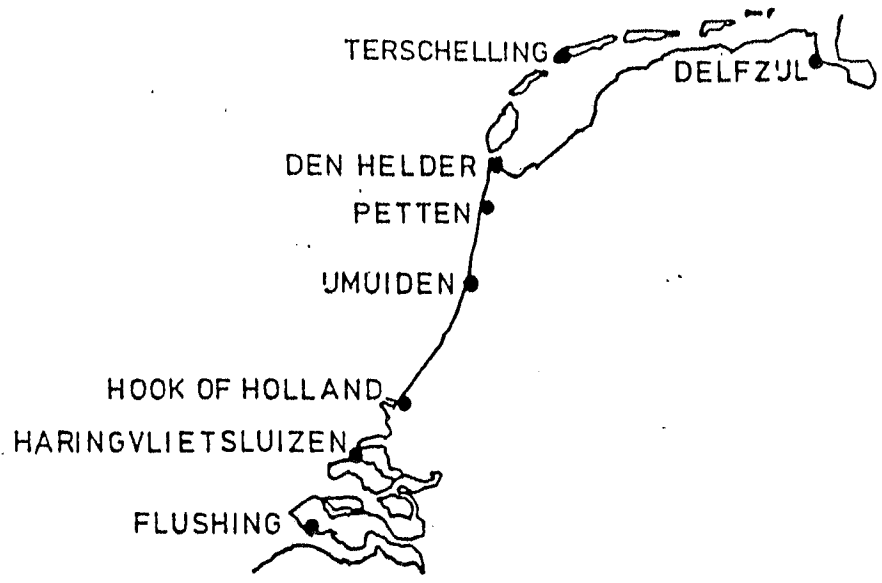 TERSCHELLING
DELFZIJL
DEN HELDER
PETTEN
IJMUIDEN
HOOK OF HOLLAND
HARINGVLIETSLUIZEN
FLUSHING